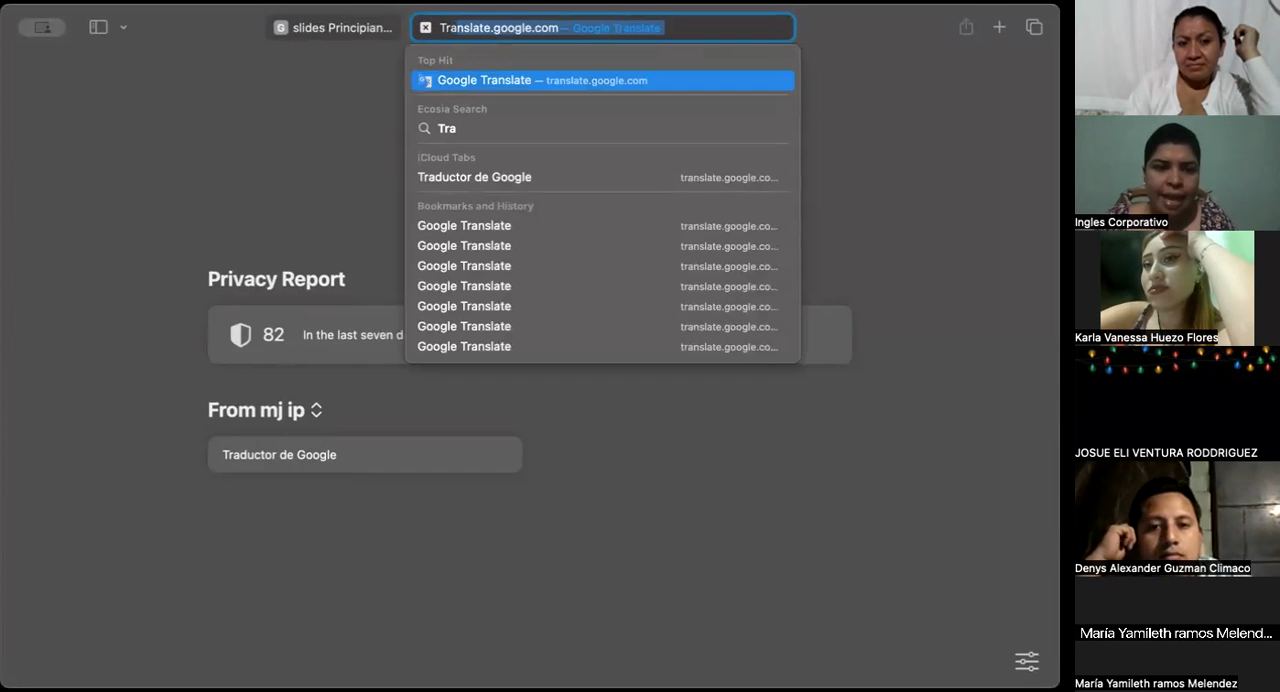 slides Principian...
Translate.google.com — Google Translate
Top Hit
Google Translate — translate.google.com
Ecosia Search
Tra
iCloud Tabs
Traductor de Google translate.google.co...
Bookmarks and History
Google Translate translate.google.co...
Google Translate translate.google.co...
Google Translate translate.google.co...
Google Translate translate.google.co...
Google Translate translate.google.co...
Google Translate translate.google.co...
Google Translate translate.google.co...
Privacy Report
82 In the last seven d
From mj ip
Traductor de Google
Ingles Corporativo
Karla Vanessa Huezo Flores
JOSUE ELI VENTURA RODDRIGUEZ
Denys Alexander Guzman Climaco
María Yamileth ramos Melend...
María Yamileth ramos Melendez